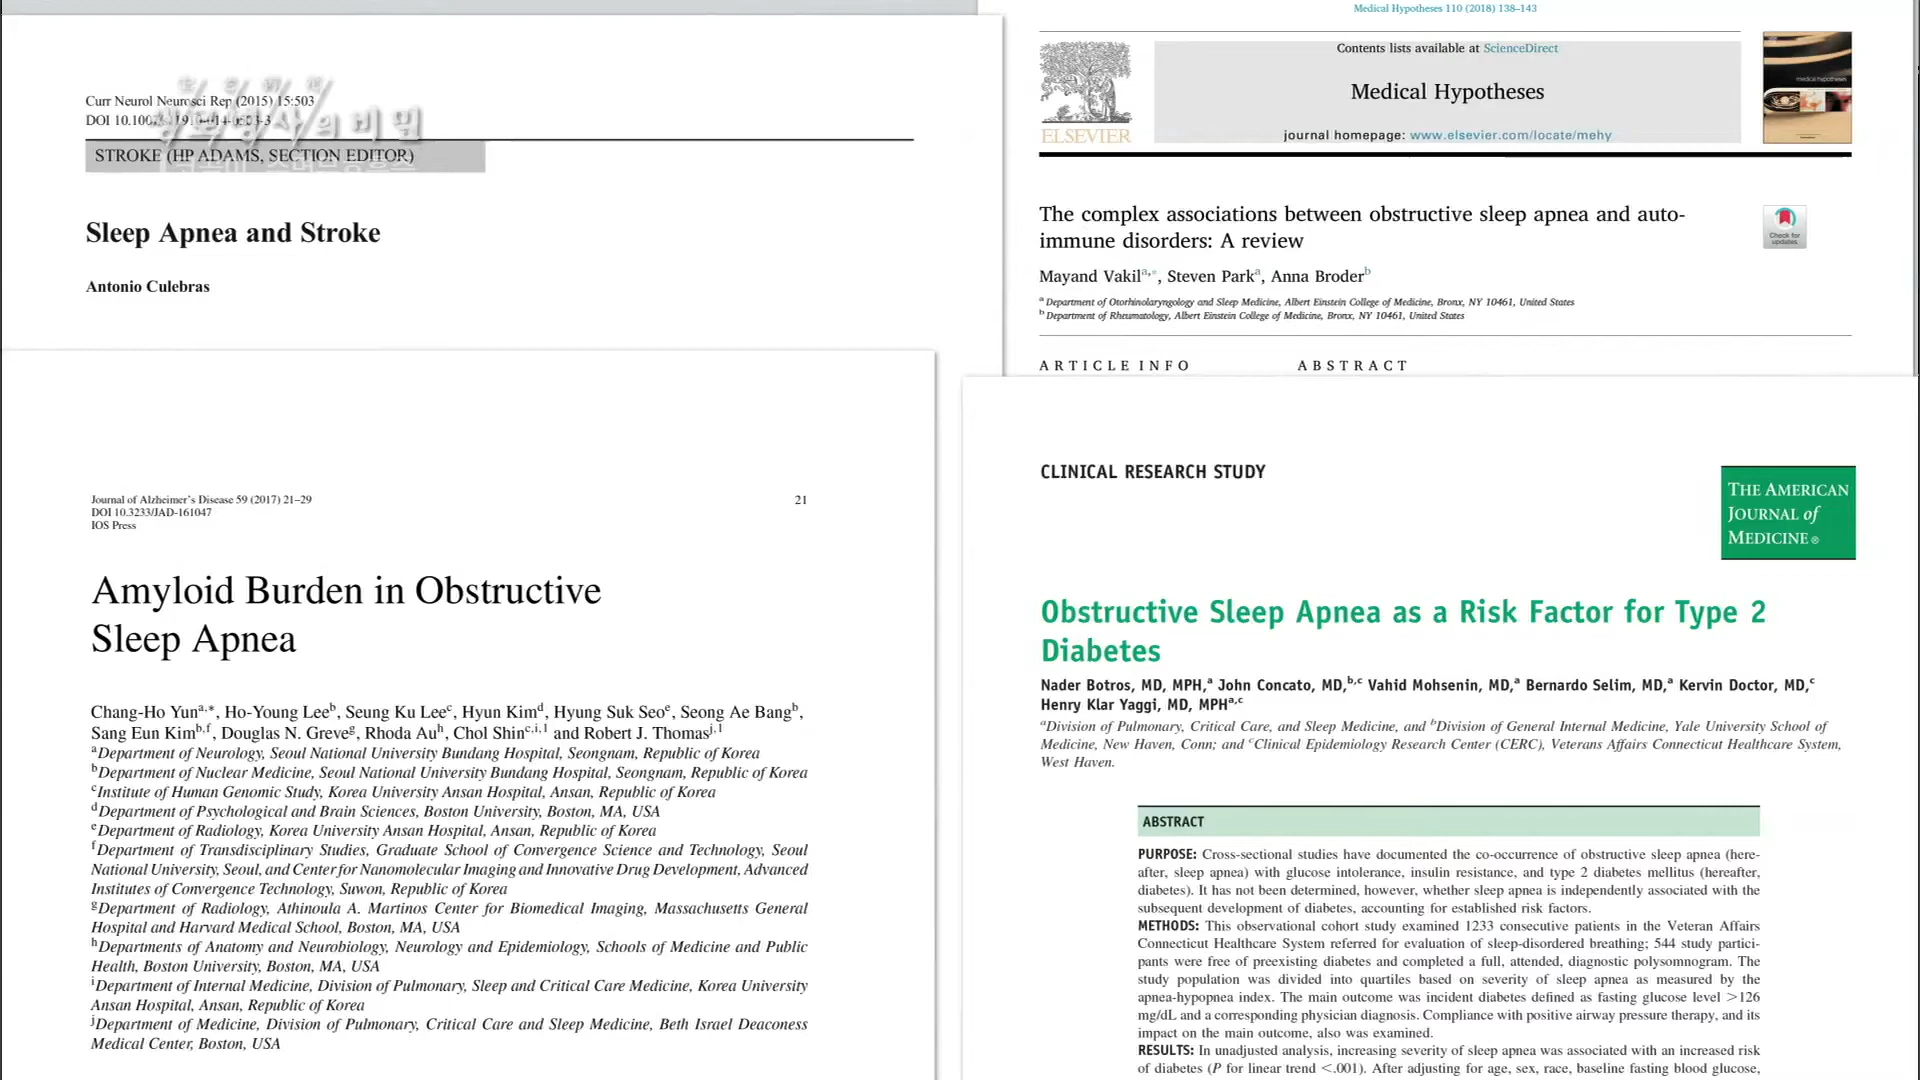 Curr Neurol Neurosci Rep (2015) 15:503
STROKE (HP ADAMS, SECTION EDITOR)
Sleep Apnea and Stroke
Antonio Culebras
Medical Hypotheses 110 (2018) 138–143
Contents lists available at ScienceDirect
Medical Hypotheses
journal homepage: www.elsevier.com/locate/mehy
ELSEVIER
medical hypotheses
The complex associations between obstructive sleep apnea and auto-
immune disorders: A review
Check for
updates
Mayand Vakil a,*, Steven Park a, Anna Broder b
a Department of Otorhinolaryngology and Sleep Medicine, Albert Einstein College of Medicine, Bronx, NY 10461, United States
b Department of Rheumatology, Albert Einstein College of Medicine, Bronx, NY 10461, United States
ARTICLE INFO
ABSTRACT
Journal of Alzheimer's Disease 59 (2017) 21–29
21
DOI 10.3233/JAD-161047
IOS Press
Amyloid Burden in Obstructive
Sleep Apnea
Chang-Ho Yun a,*, Ho-Young Lee b, Seung Ku Lee c, Hyun Kim d, Hyung Suk Seo e, Seong Ae Bang b,
Sang Eun Kim b,f, Douglas N. Greve g, Rhoda Au h, Chol Shin c,i,1 and Robert J. Thomas j,1
a Department of Neurology, Seoul National University Bundang Hospital, Seongnam, Republic of Korea
b Department of Nuclear Medicine, Seoul National University Bundang Hospital, Seongnam, Republic of Korea
c Institute of Human Genomic Study, Korea University Ansan Hospital, Ansan, Republic of Korea
d Department of Psychological and Brain Sciences, Boston University, Boston, MA, USA
e Department of Radiology, Korea University Ansan Hospital, Ansan, Republic of Korea
f Department of Transdisciplinary Studies, Graduate School of Convergence Science and Technology, Seoul
National University, Seoul, and Center for Nanomolecular Imaging and Innovative Drug Development, Advanced
Institutes of Convergence Technology, Suwon, Republic of Korea
g Department of Radiology, Athinoula A. Martinos Center for Biomedical Imaging, Massachusetts General
Hospital and Harvard Medical School, Boston, MA, USA
h Departments of Anatomy and Neurobiology, Neurology and Epidemiology, Schools of Medicine and Public
Health, Boston University, Boston, MA, USA
i Department of Internal Medicine, Division of Pulmonary, Sleep and Critical Care Medicine, Korea University
Ansan Hospital, Ansan, Republic of Korea
j Department of Medicine, Division of Pulmonary, Critical Care and Sleep Medicine, Beth Israel Deaconess
Medical Center, Boston, USA
CLINICAL RESEARCH STUDY
THE AMERICAN
JOURNAL of
MEDICINE ®
Obstructive Sleep Apnea as a Risk Factor for Type 2
Diabetes
Nader Botros, MD, MPH,a John Concato, MD,b,c Vahid Mohsenin, MD,a Bernardo Selim, MD,a Kervin Doctor, MD,c
Henry Klar Yaggi, MD, MPHa,c
aDivision of Pulmonary, Critical Care, and Sleep Medicine, and bDivision of General Internal Medicine, Yale University School of
Medicine, New Haven, Conn; and cClinical Epidemiology Research Center (CERC), Veterans Affairs Connecticut Healthcare System,
West Haven.
ABSTRACT
PURPOSE: Cross-sectional studies have documented the co-occurrence of obstructive sleep apnea (here-
after, sleep apnea) with glucose intolerance, insulin resistance, and type 2 diabetes mellitus (hereafter,
diabetes). It has not been determined, however, whether sleep apnea is independently associated with the
subsequent development of diabetes, accounting for established risk factors.
METHODS: This observational cohort study examined 1233 consecutive patients in the Veteran Affairs
Connecticut Healthcare System referred for evaluation of sleep-disordered breathing; 544 study partici-
pants were free of preexisting diabetes and completed a full, attended, diagnostic polysomnogram. The
study population was divided into quartiles based on severity of sleep apnea as measured by the
apnea-hypopnea index. The main outcome was incident diabetes defined as fasting glucose level >126
mg/dL and a corresponding physician diagnosis. Compliance with positive airway pressure therapy, and its
impact on the main outcome, also was examined.
RESULTS: In unadjusted analysis, increasing severity of sleep apnea was associated with an increased risk
of diabetes (P for linear trend <.001). After adjusting for age, sex, race, baseline fasting blood glucose,